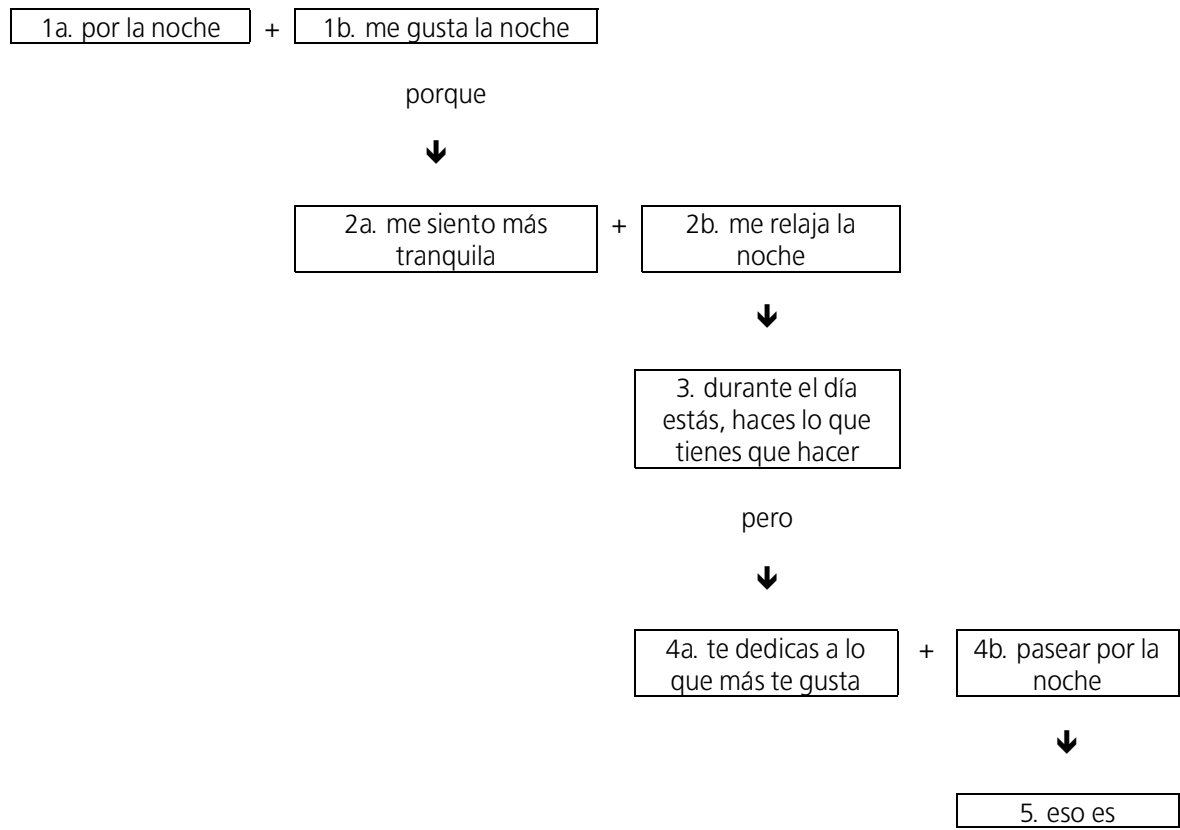 1a. por la noche + 1b. me gusta la noche
porque
2a. me siento más + 2b. me relaja la
tranquila noche
3. durante el día
estás, haces lo que
tienes que hacer
pero
4a. te dedicas a lo + 4b. pasear por la
que más te gusta noche
5. eso es